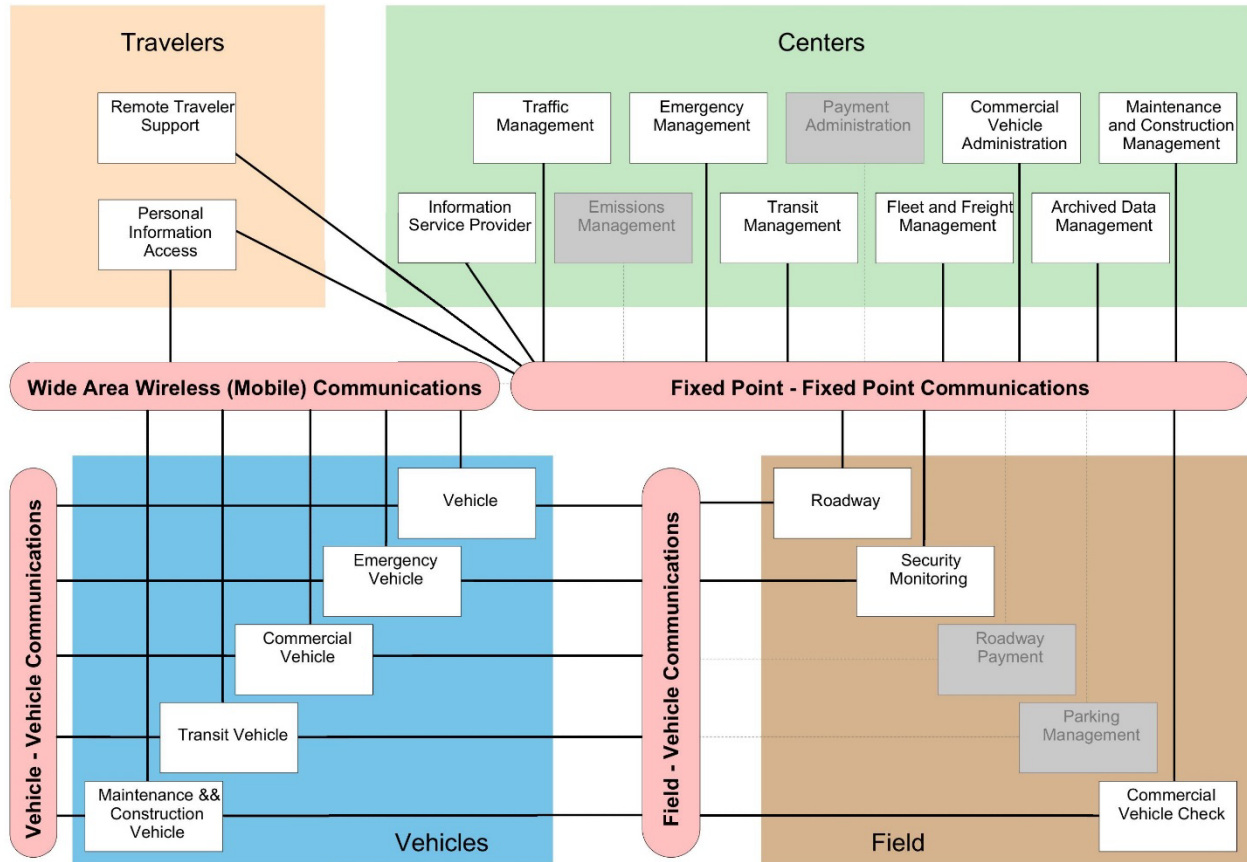 Travelers
Centers
Remote Traveler
Support
Traffic
Management
Emergency
Management
Payment
Administration
Commercial
Vehicle
Administration
Maintenance
and Construction
Management
Personal
Information
Access
Information
Service Provider
Emissions
Management
Transit
Management
Fleet and Freight
Management
Archived Data
Management
Wide Area Wireless (Mobile) Communications
Fixed Point - Fixed Point Communications
Vehicle - Vehicle Communications
Vehicle
Emergency
Vehicle
Commercial
Vehicle
Transit Vehicle
Maintenance &&
Construction
Vehicle
Vehicles
Field - Vehicle Communications
Roadway
Security
Monitoring
Roadway
Payment
Parking
Management
Commercial
Vehicle Check
Field